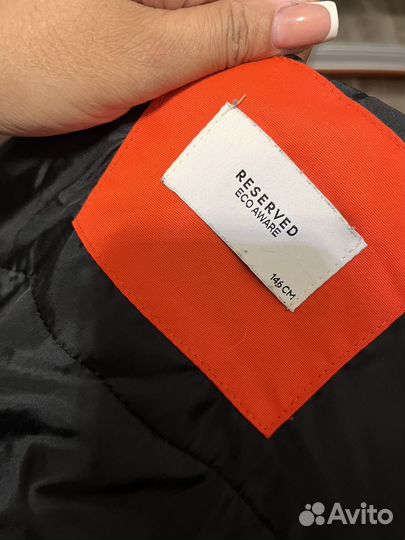 RESERVED
ECO AWARE
146 CM
Avito